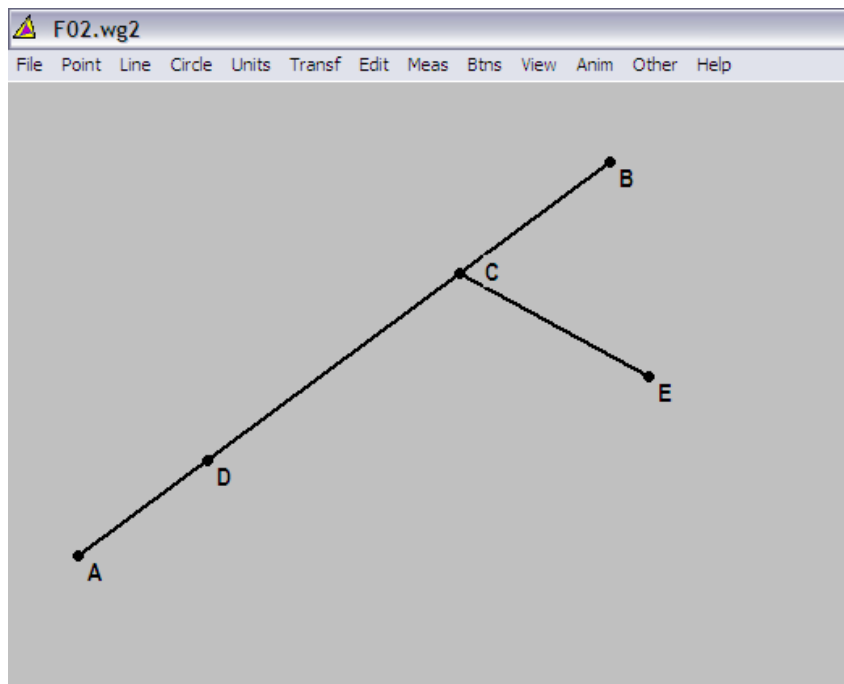 F02.wg2
File Point Line Circle Units Transf Edit Meas Btns View Anim Other Help
B
C
E
D
A